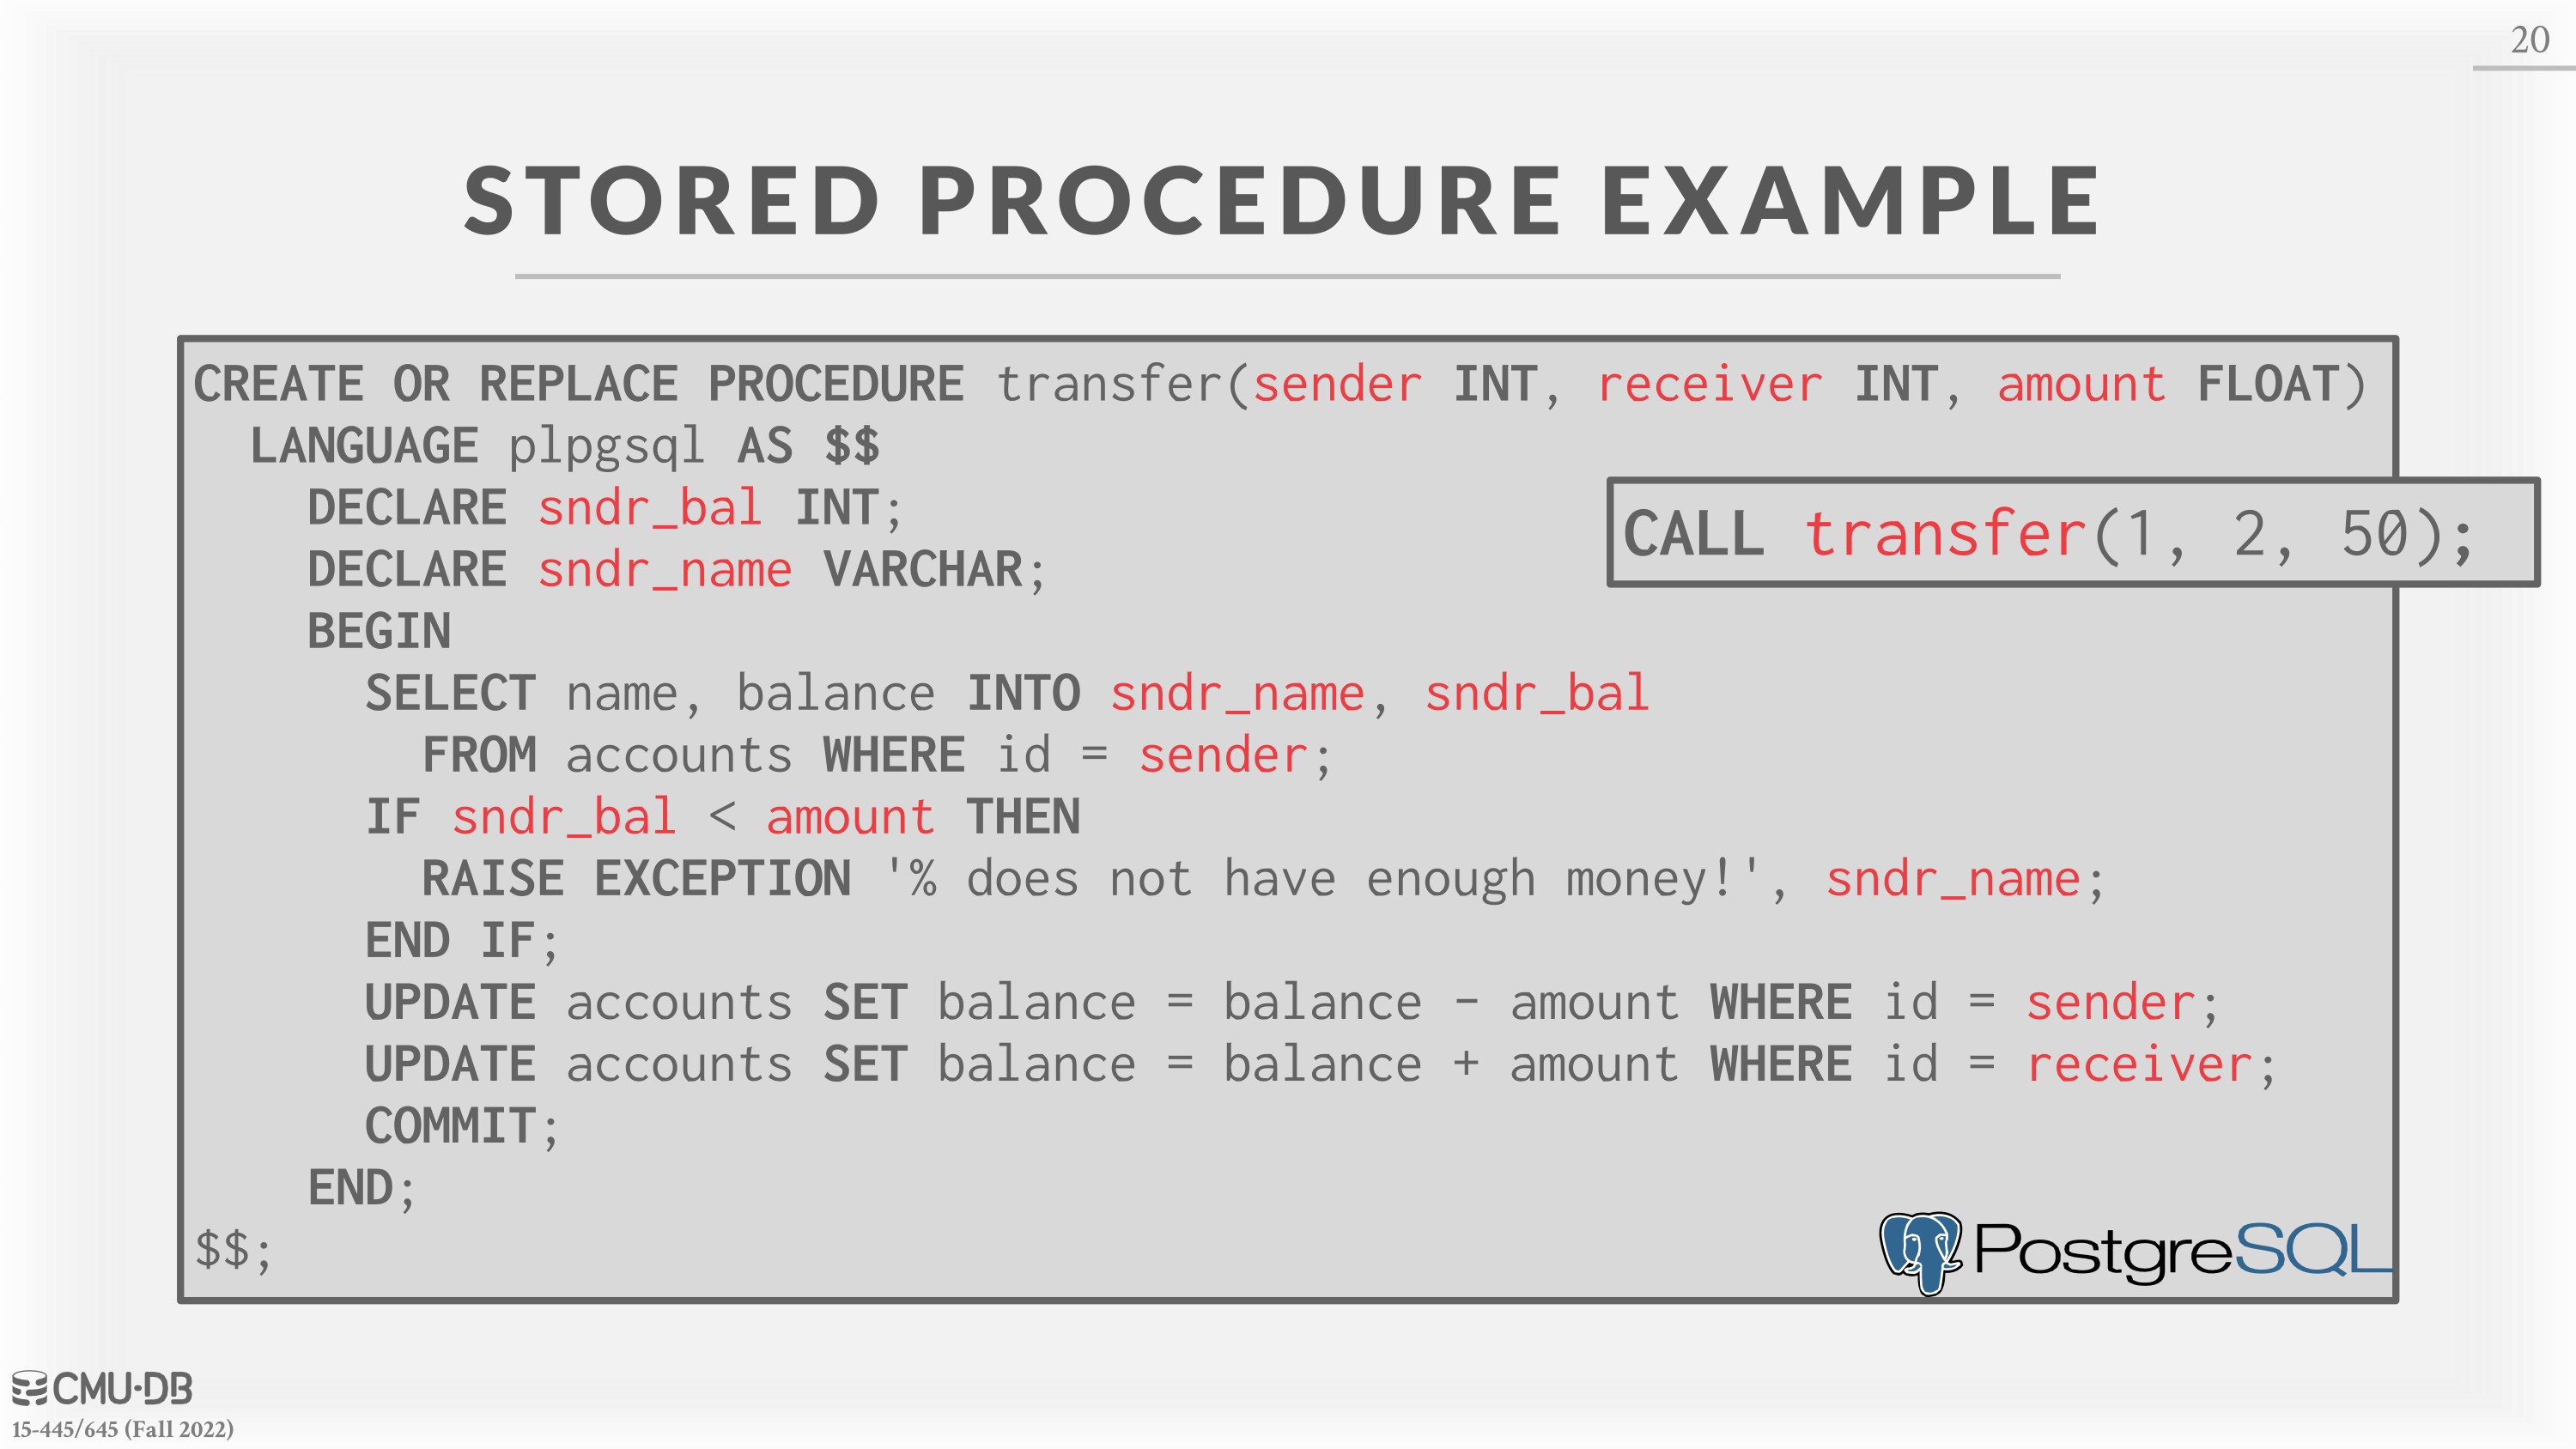 20
STORED PROCEDURE EXAMPLE
CREATE OR REPLACE PROCEDURE transfer(sender INT, receiver INT, amount FLOAT)
LANGUAGE plpgsql AS $$
DECLARE sndr_bal INT;
DECLARE sndr_name VARCHAR;
BEGIN
SELECT name, balance INTO sndr_name, sndr_bal
FROM accounts WHERE id = sender;
IF sndr_bal < amount THEN
RAISE EXCEPTION '% does not have enough money!', sndr_name;
END IF;
UPDATE accounts SET balance = balance - amount WHERE id = sender;
UPDATE accounts SET balance = balance + amount WHERE id = receiver;
COMMIT;
END;
$$;
CALL transfer(1, 2, 50);
PostgreSQL
CMU·DB
15-445/645 (Fall 2022)